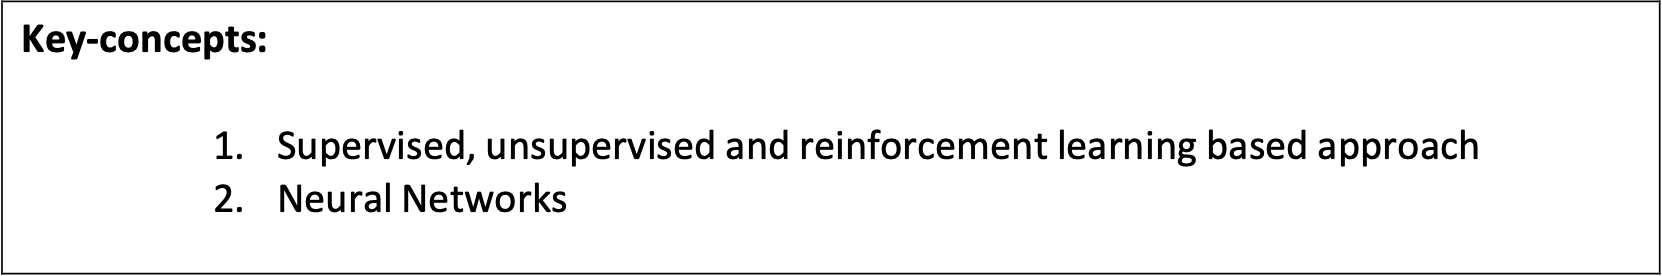 Key-concepts:
1. Supervised, unsupervised and reinforcement learning based approach
2. Neural Networks